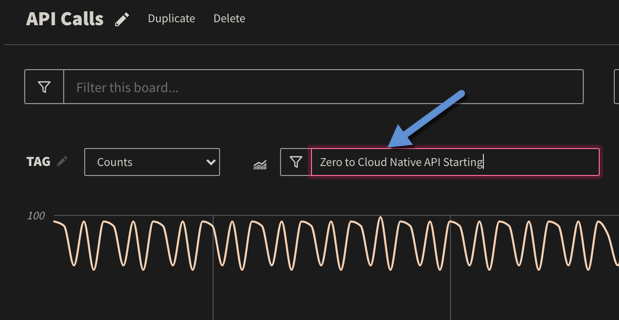 API Calls Duplicate Delete
Filter this board...
TAG Counts Zero to Cloud Native API Starting
100